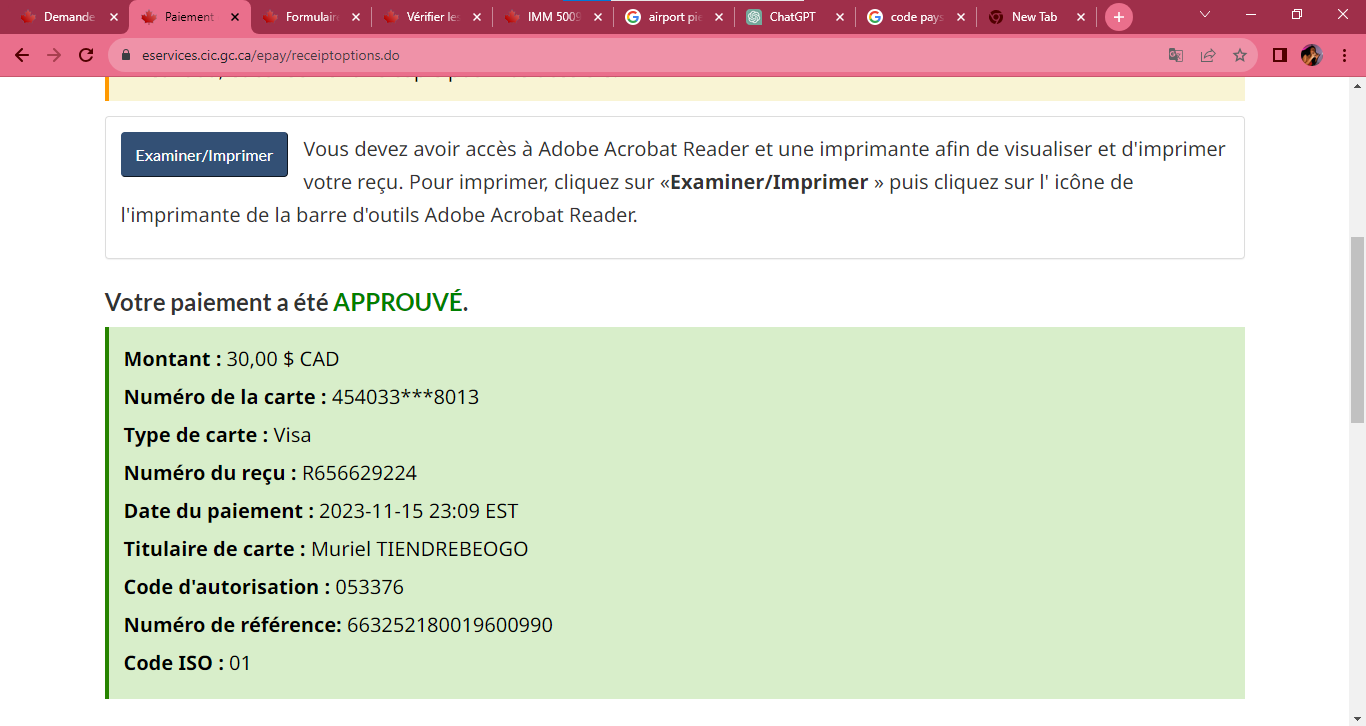 Demande
Paiement
Formulair
Vérifier le
IMM 5009
airport pi
ChatGPT
code pays
New Tab
eservices.cic.gc.ca/epay/receiptoptions.do
Examiner/Imprimer
Vous devez avoir accès à Adobe Acrobat Reader et une imprimante afin de visualiser et d'imprimer
votre reçu. Pour imprimer, cliquez sur «Examiner/Imprimer » puis cliquez sur l' icône de
l'imprimante de la barre d'outils Adobe Acrobat Reader.
Votre paiement a été APPROUVÉ.
Montant : 30,00 $ CAD
Numéro de la carte : 454033***8013
Type de carte : Visa
Numéro du reçu : R656629224
Date du paiement : 2023-11-15 23:09 EST
Titulaire de carte : Muriel TIENDREBEOGO
Code d'autorisation : 053376
Numéro de référence: 663252180019600990
Code ISO : 01